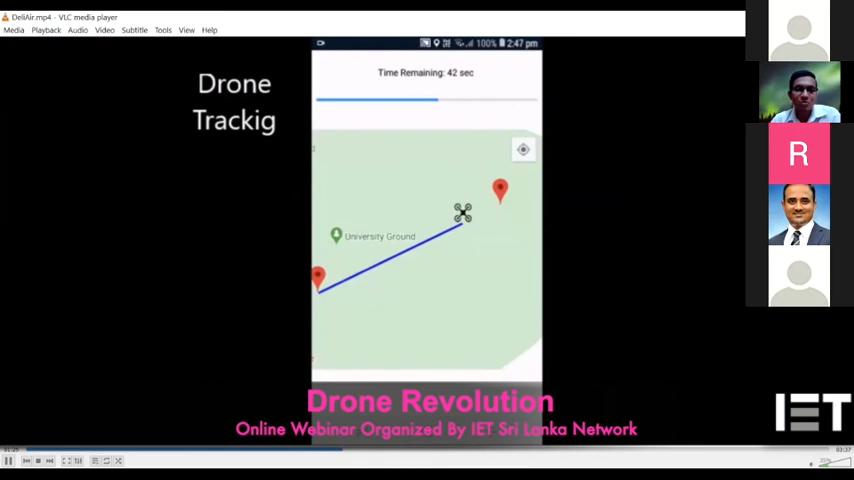 DeliAir.mp4 - VLC media player
Media Playback Audio Video Subtitle Tools View Help
100% 2:47 pm
Time Remaining: 42 sec
Drone
Trackig
University Ground
R
Drone Revolution
Online Webinar Organized By IET Sri Lanka Network
IET
03:37